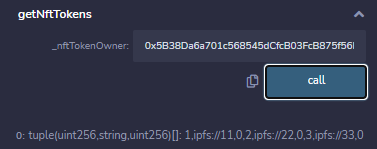 getNftTokens
_nftTokenOwner: 0x5B38Da6a701c568545dCfcB03FcB875f56
call
0: tuple(uint256,string,uint256)[]: 1,ipfs://11,0,2,ipfs://22,0,3,ipfs://33,0